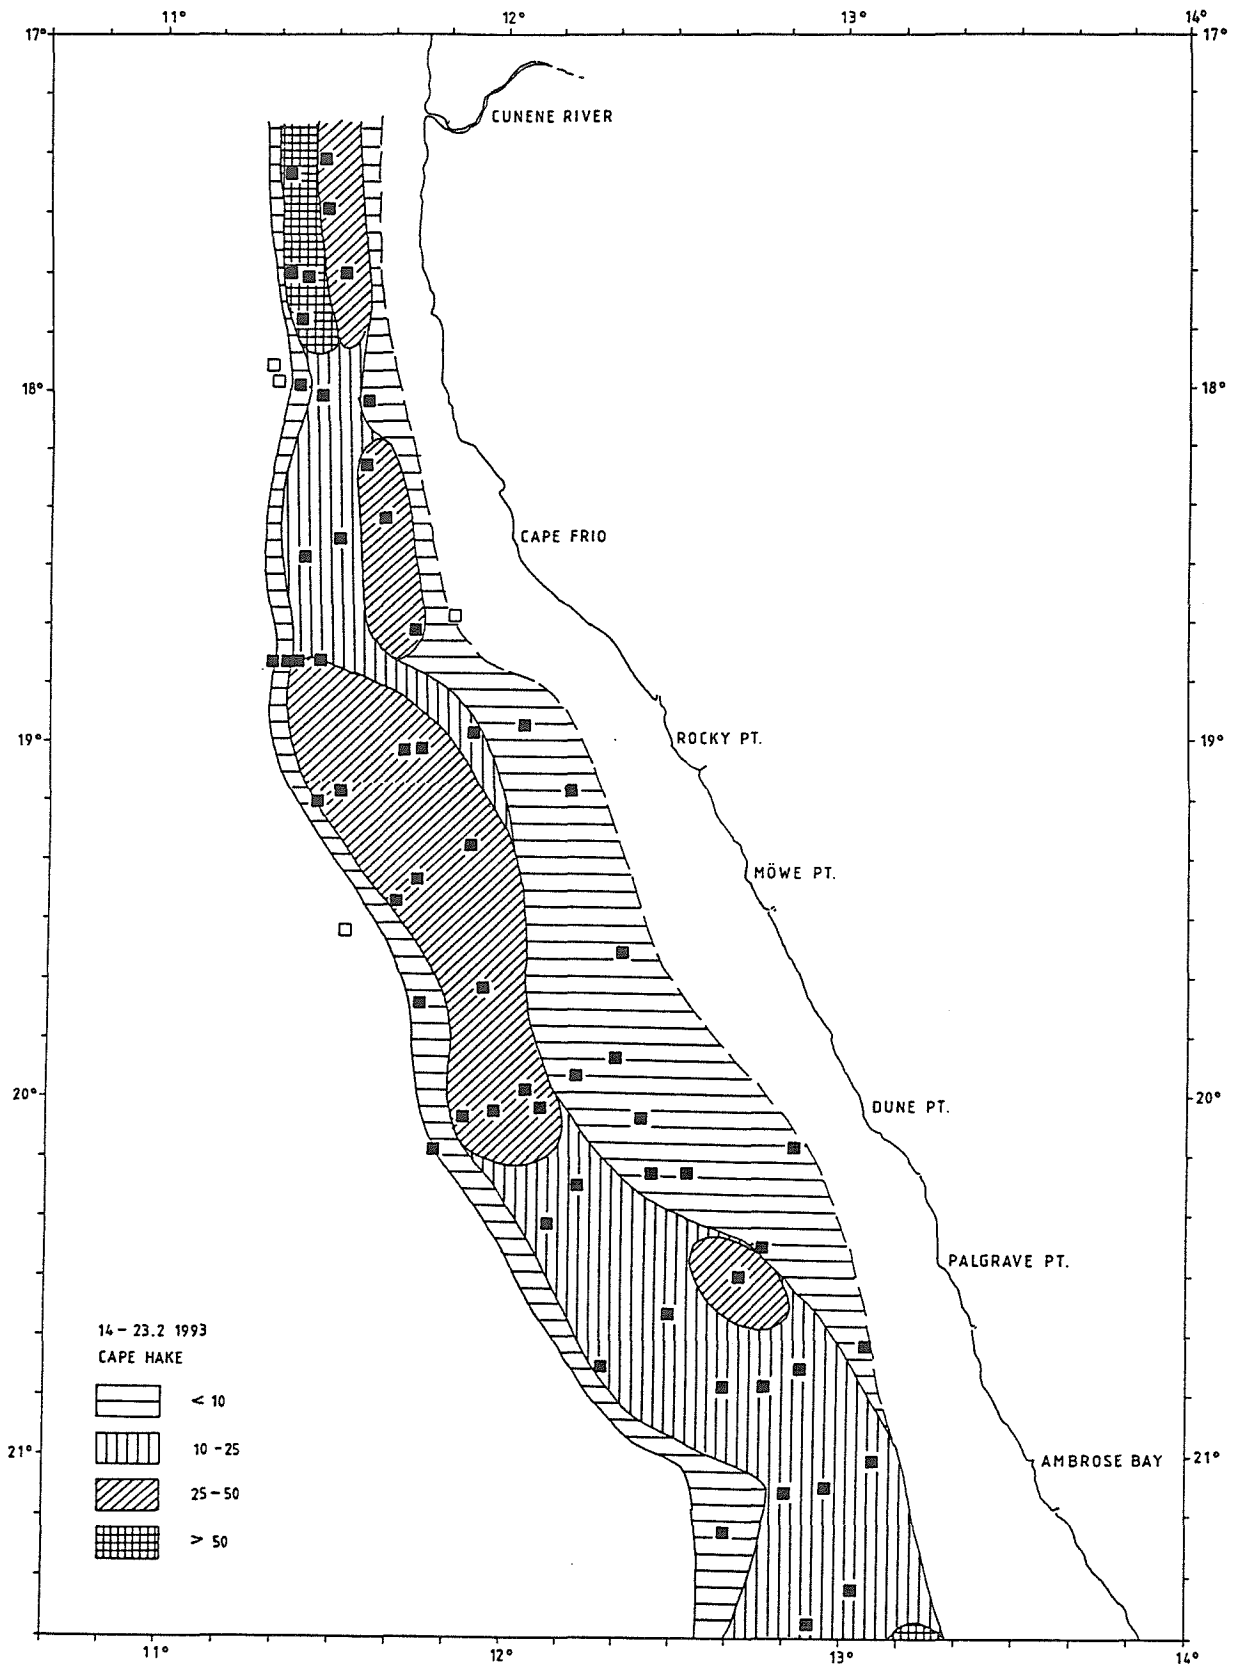 11°
12°
13°
14°
17°
17°
CUNENE RIVER
18°
18°
CAPE FRIO
19°
ROCKY PT.
19°
MÖWE PT.
20°
DUNE PT.
20°
PALGRAVE PT.
14-23.2 1993
CAPE HAKE
< 10
10-25
25-50
> 50
21°
AMBROSE BAY
21°
11°
12°
13°
14°